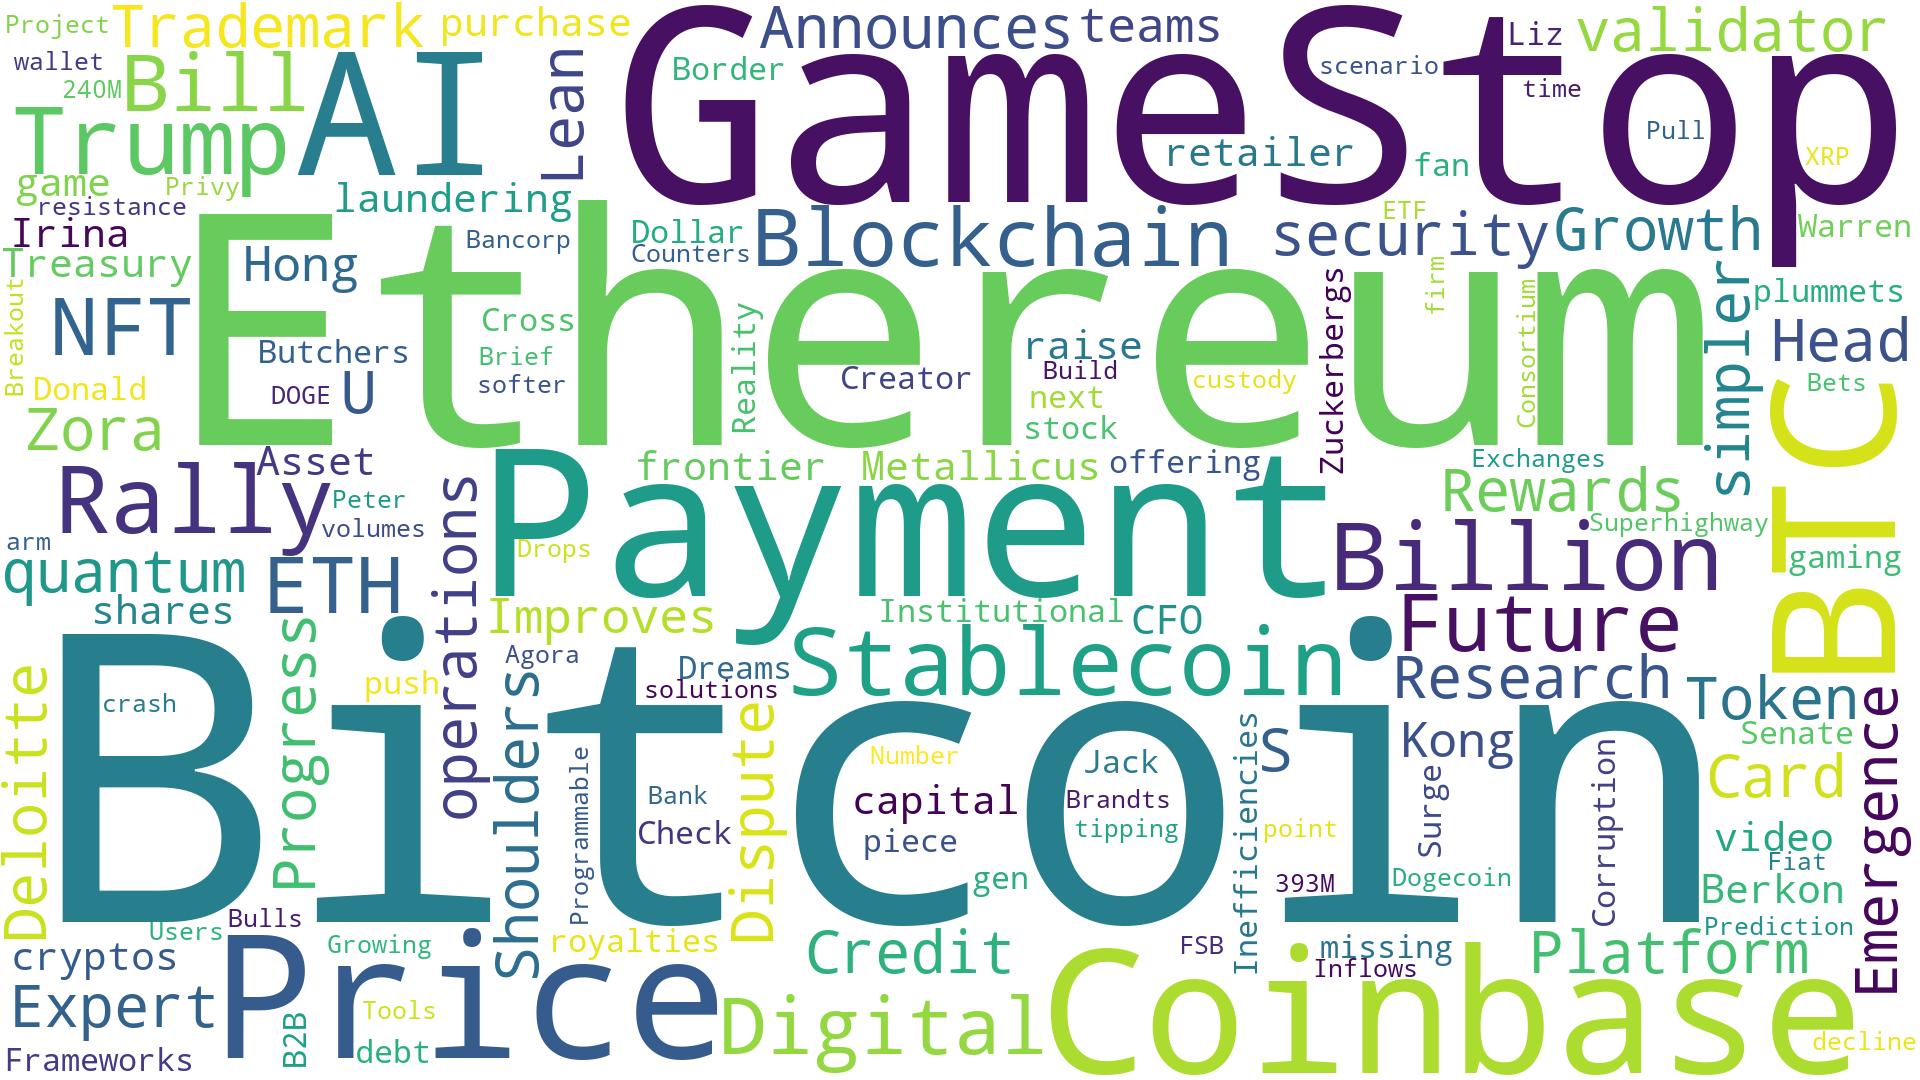 Project
Trademark
purchase
Announces
teams
Liz
validator
wallet
240M
Bill
AI
Lean
Border
GameStop
scenario
time
Pull
XRP
Trump
retailer
fan
game
Privy
laundering
resistance
Irina
Treasury
Hong
Bancorp
Dollar
Counters
Blockchain
security
ETF
Growth
Warren
Ethereum
Breakout
NFT
Cross
Butchers
Brief
softer
DOGE
U
Donald
Zora
Reality
raise
Creator
Build
next
stock
custody
Zuckerbergs
firm
Consortium
simpler
plummets
Head
Bets
BTC
Rally
Asset
Peter
volumes
operations
Payment
frontier
Metallicus
offering
Exchanges
Rewards
Superhighway
arm
quantum
ETH
Drops
Billion
gaming
shares
Progress
Improves
Institutional
CFO
Future
Bitcoin
Agora
push
Dreams
solutions
Stablecoin
Research
Token
Deloitte
crash
Shoulders
Programmable
Bank
Check
Dispute
Number
capital
piece
Jack
Brandts
tipping
gen
Inefficiencies
S
point
393M
Kong
Surge
Dogecoin
Corruption
Senate
Card
Emergence
video
Fiat
Berkon
Prediction
Users
Bulls
Growing
royalties
Credit
FSB
missing
Inflows
Platform
cryptos
Expert
Price
Tools
B2B
debt
Frameworks
Digital
Coinbase
decline